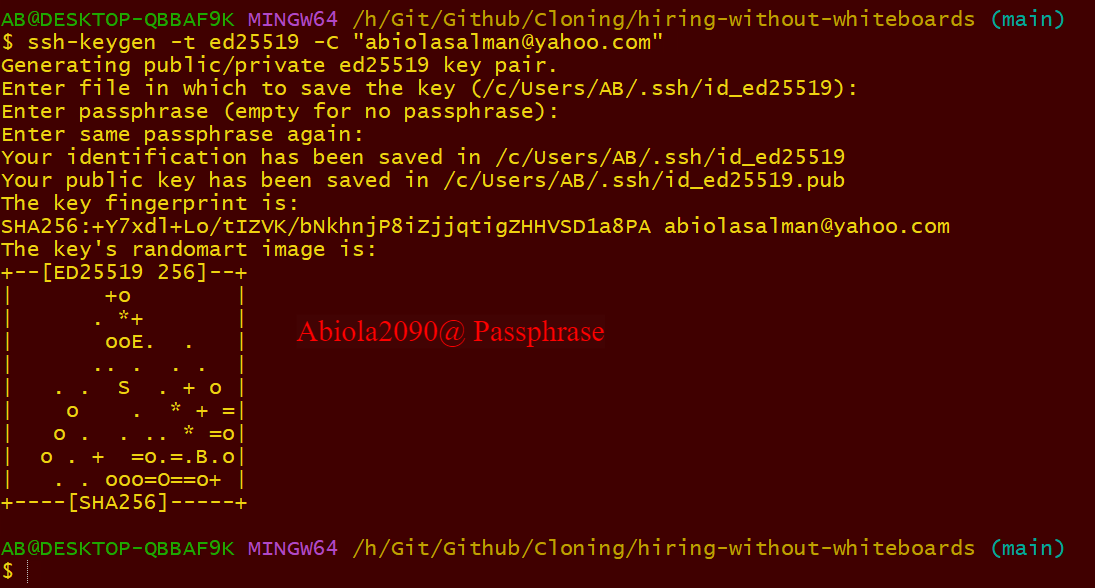 AB@DESKTOP-QBBAF9K MINGW64 /h/Git/Github/Cloning/hiring-without-whiteboards (main)
$ ssh-keygen -t ed25519 -C "abiolasalman@yahoo.com"
Generating public/private ed25519 key pair.
Enter file in which to save the key (/c/Users/AB/.ssh/id_ed25519):
Enter passphrase (empty for no passphrase):
Enter same passphrase again:
Your identification has been saved in /c/Users/AB/.ssh/id_ed25519
Your public key has been saved in /c/Users/AB/.ssh/id_ed25519.pub
The key fingerprint is:
SHA256:+Y7xdl+Lo/tIZVK/bNkhnjP8iZjjqtigZHHVSD1a8PA abiolasalman@yahoo.com
The key's randomart image is:
+--[ED25519 256]--+
|       +o        |
|      . *+       |
|       ooE.  .   |
|      .. .  . .  |
|   . .  S  . + o |
|    o    .  * + =|
|   o .  . .. * =o|
|  o . +  =o.=.B.o|
|   . . ooo=O==o+ |
+----[SHA256]-----+
Abiola2090@ Passphrase
AB@DESKTOP-QBBAF9K MINGW64 /h/Git/Github/Cloning/hiring-without-whiteboards (main)
$